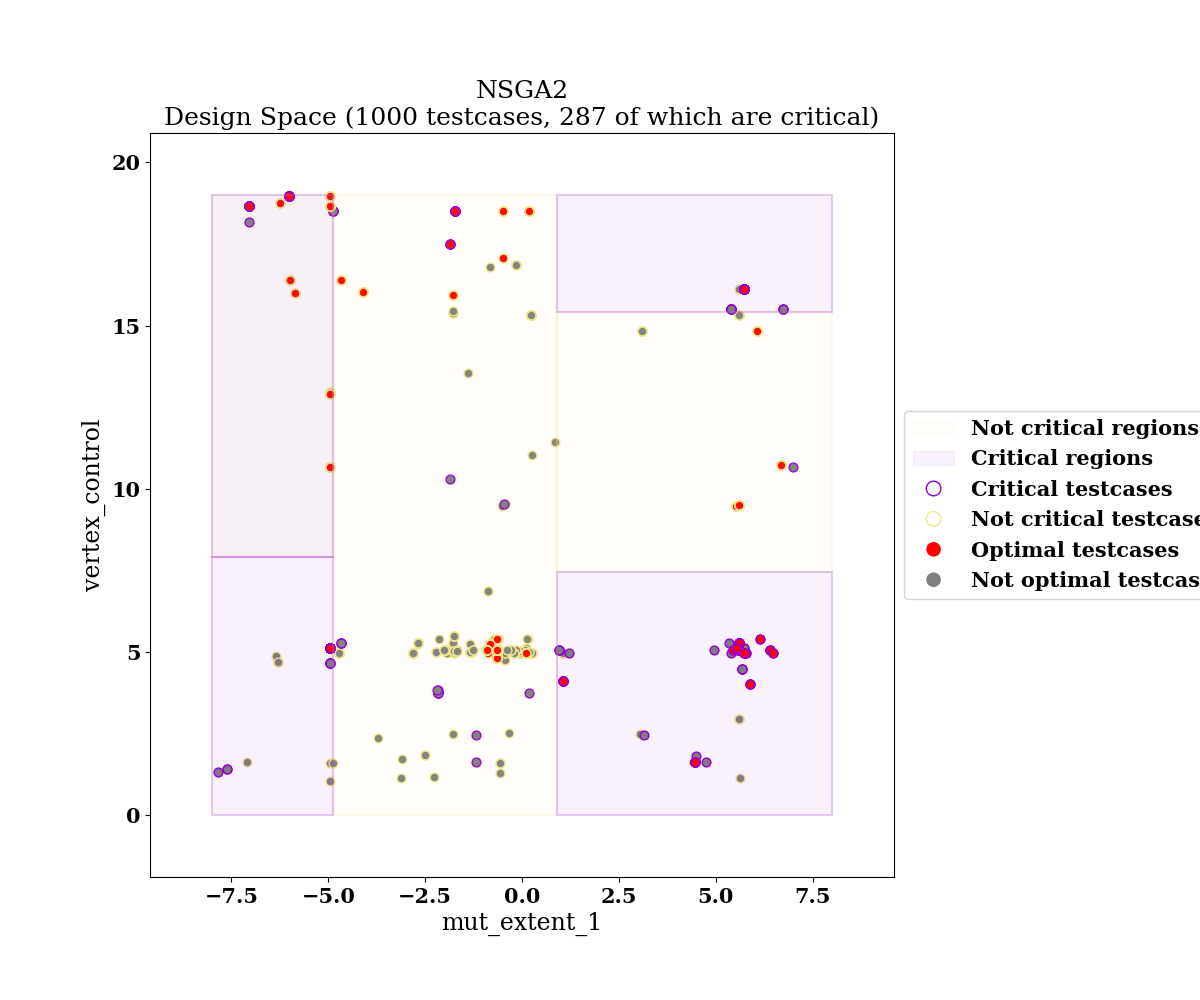 NSGA2
Design Space (1000 testcases, 287 of which are critical)
20
15
10
5
0
vertex_control
−7.5
−5.0
−2.5
0.0
2.5
5.0
7.5
mut_extent_1
Not critical regions
Critical regions
Critical testcases
Not critical testcase
Optimal testcases
Not optimal testcas